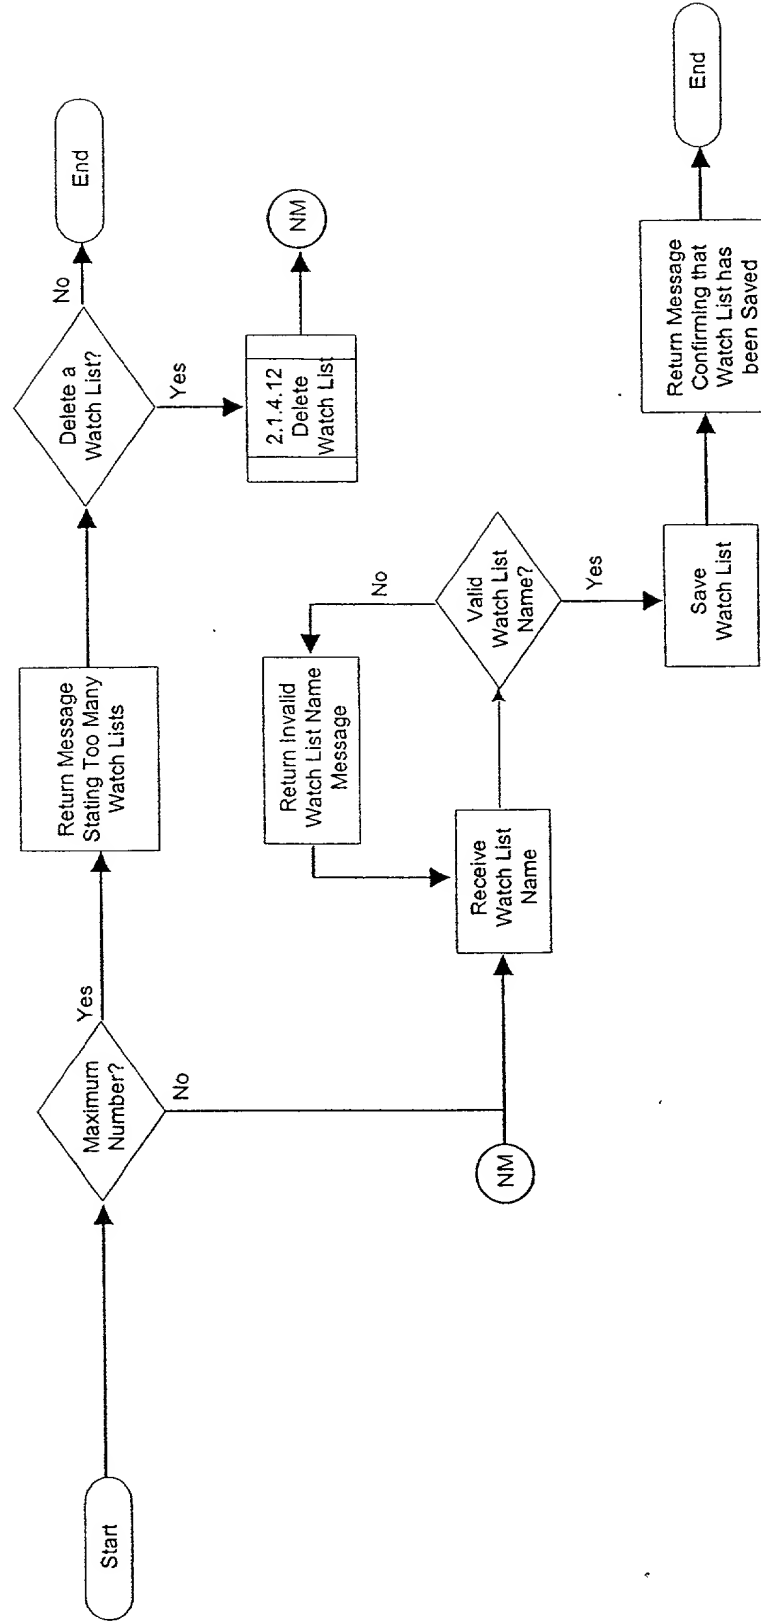 Start
Maximum
Number?
Yes
No
Return Message
Stating Too Many
Watch Lists
Delete a
Watch List?
No
End
Yes
2.1.4.12
Delete
Watch List
NM
NM
Receive
Watch List
Name
Return Invalid
Watch List Name
Message
Valid
Watch List
Name?
No
Yes
Save
Watch List
Return Message
Confirming that
Watch List has
been Saved
End